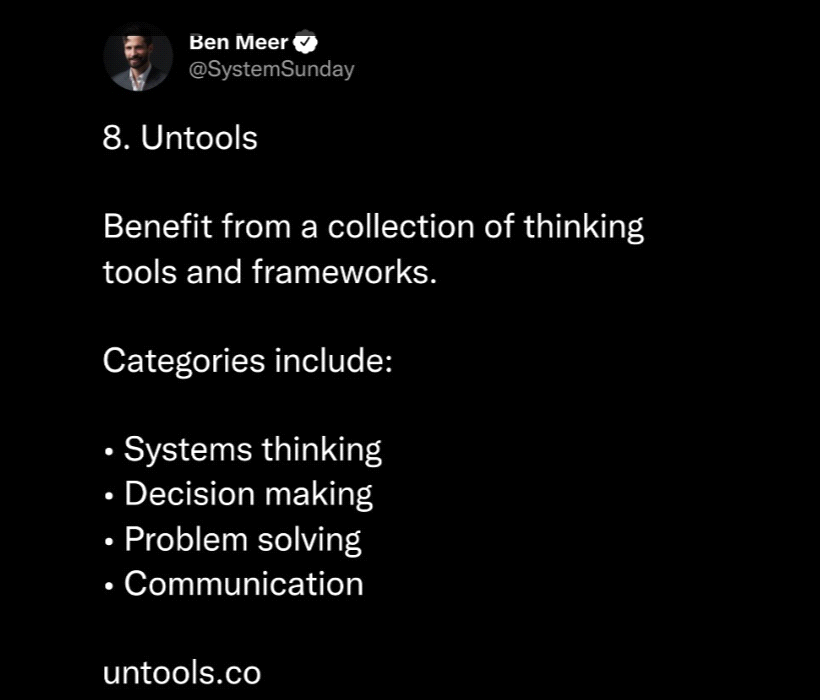 Ben Meer
@SystemSunday
8. Untools
Benefit from a collection of thinking
tools and frameworks.
Categories include:
• Systems thinking
• Decision making
• Problem solving
• Communication
untools.co